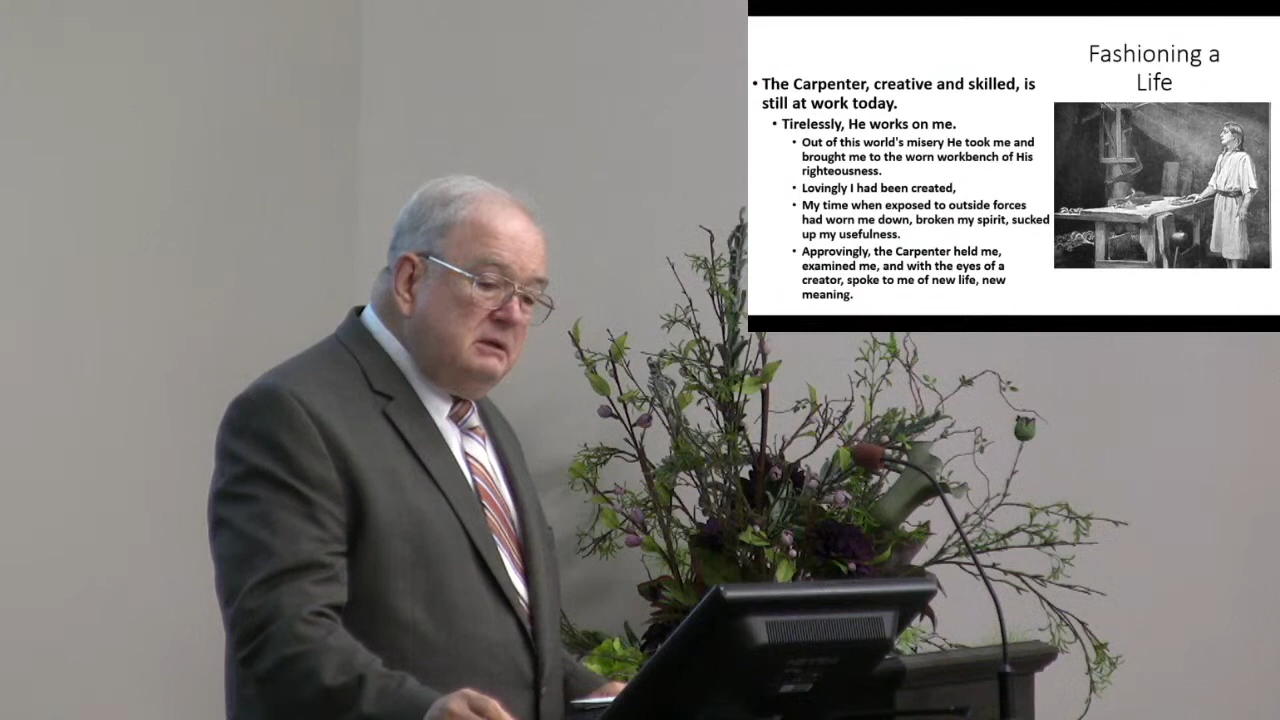 Fashioning a
Life
• The Carpenter, creative and skilled, is
still at work today.
• Tirelessly, He works on me.
• Out of this world's misery He took me and
brought me to the worn workbench of His
righteousness.
• Lovingly I had been created,
• My time when exposed to outside forces
had worn me down, broken my spirit, sucked
up my usefulness.
• Approvingly, the Carpenter held me,
examined me, and with the eyes of a
creator, spoke to me of new life, new
meaning.